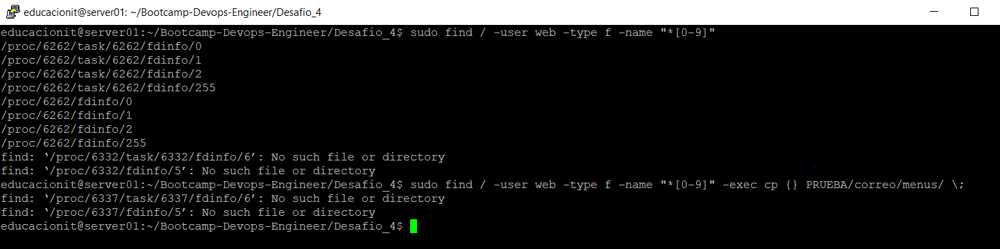 educacionit@server01: ~/Bootcamp-Devops-Engineer/Desafio_4
educacionit@server01:~/Bootcamp-Devops-Engineer/Desafio_4$ sudo find / -user web -type f -name "*[0-9]"
/proc/6262/task/6262/fdinfo/0
/proc/6262/task/6262/fdinfo/1
/proc/6262/task/6262/fdinfo/2
/proc/6262/task/6262/fdinfo/255
/proc/6262/fdinfo/0
/proc/6262/fdinfo/1
/proc/6262/fdinfo/2
/proc/6262/fdinfo/255
find: ‘/proc/6332/task/6332/fdinfo/6’: No such file or directory
find: ‘/proc/6332/fdinfo/5’: No such file or directory
educacionit@server01:~/Bootcamp-Devops-Engineer/Desafio_4$ sudo find / -user web -type f -name "*[0-9]" -exec cp {} PRUEBA/correo/menus/ \;
find: ‘/proc/6337/task/6337/fdinfo/6’: No such file or directory
find: ‘/proc/6337/fdinfo/5’: No such file or directory
educacionit@server01:~/Bootcamp-Devops-Engineer/Desafio_4$